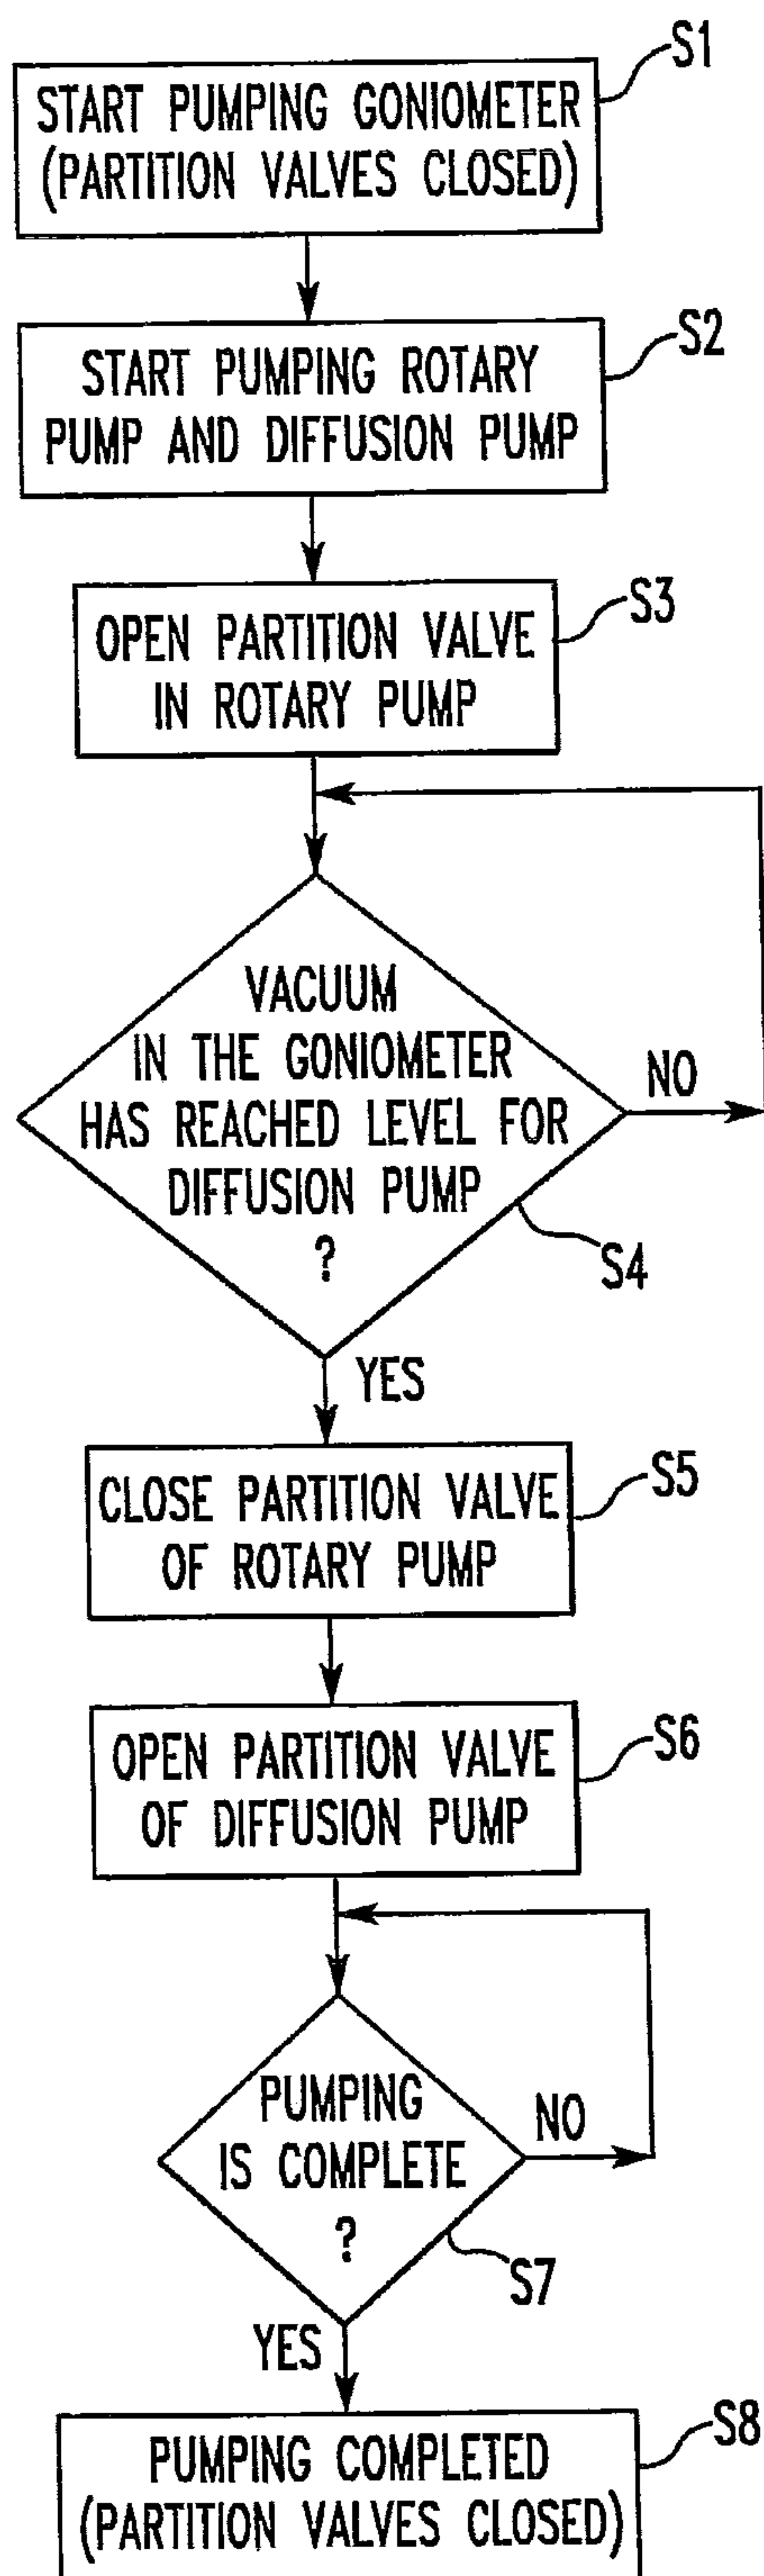 S1
START PUMPING GONIOMETER
(PARTITION VALVES CLOSED)
S2
START PUMPING ROTARY
PUMP AND DIFFUSION PUMP
S3
OPEN PARTITION VALVE
IN ROTARY PUMP
VACUUM
IN THE GONIOMETER
HAS REACHED LEVEL FOR
DIFFUSION PUMP
?
NO
S4
YES
CLOSE PARTITION VALVE
OF ROTARY PUMP
S5
OPEN PARTITION VALVE
OF DIFFUSION PUMP
S6
PUMPING
IS COMPLETE
?
NO
S7
YES
PUMPING COMPLETED
(PARTITION VALVES CLOSED)
S8